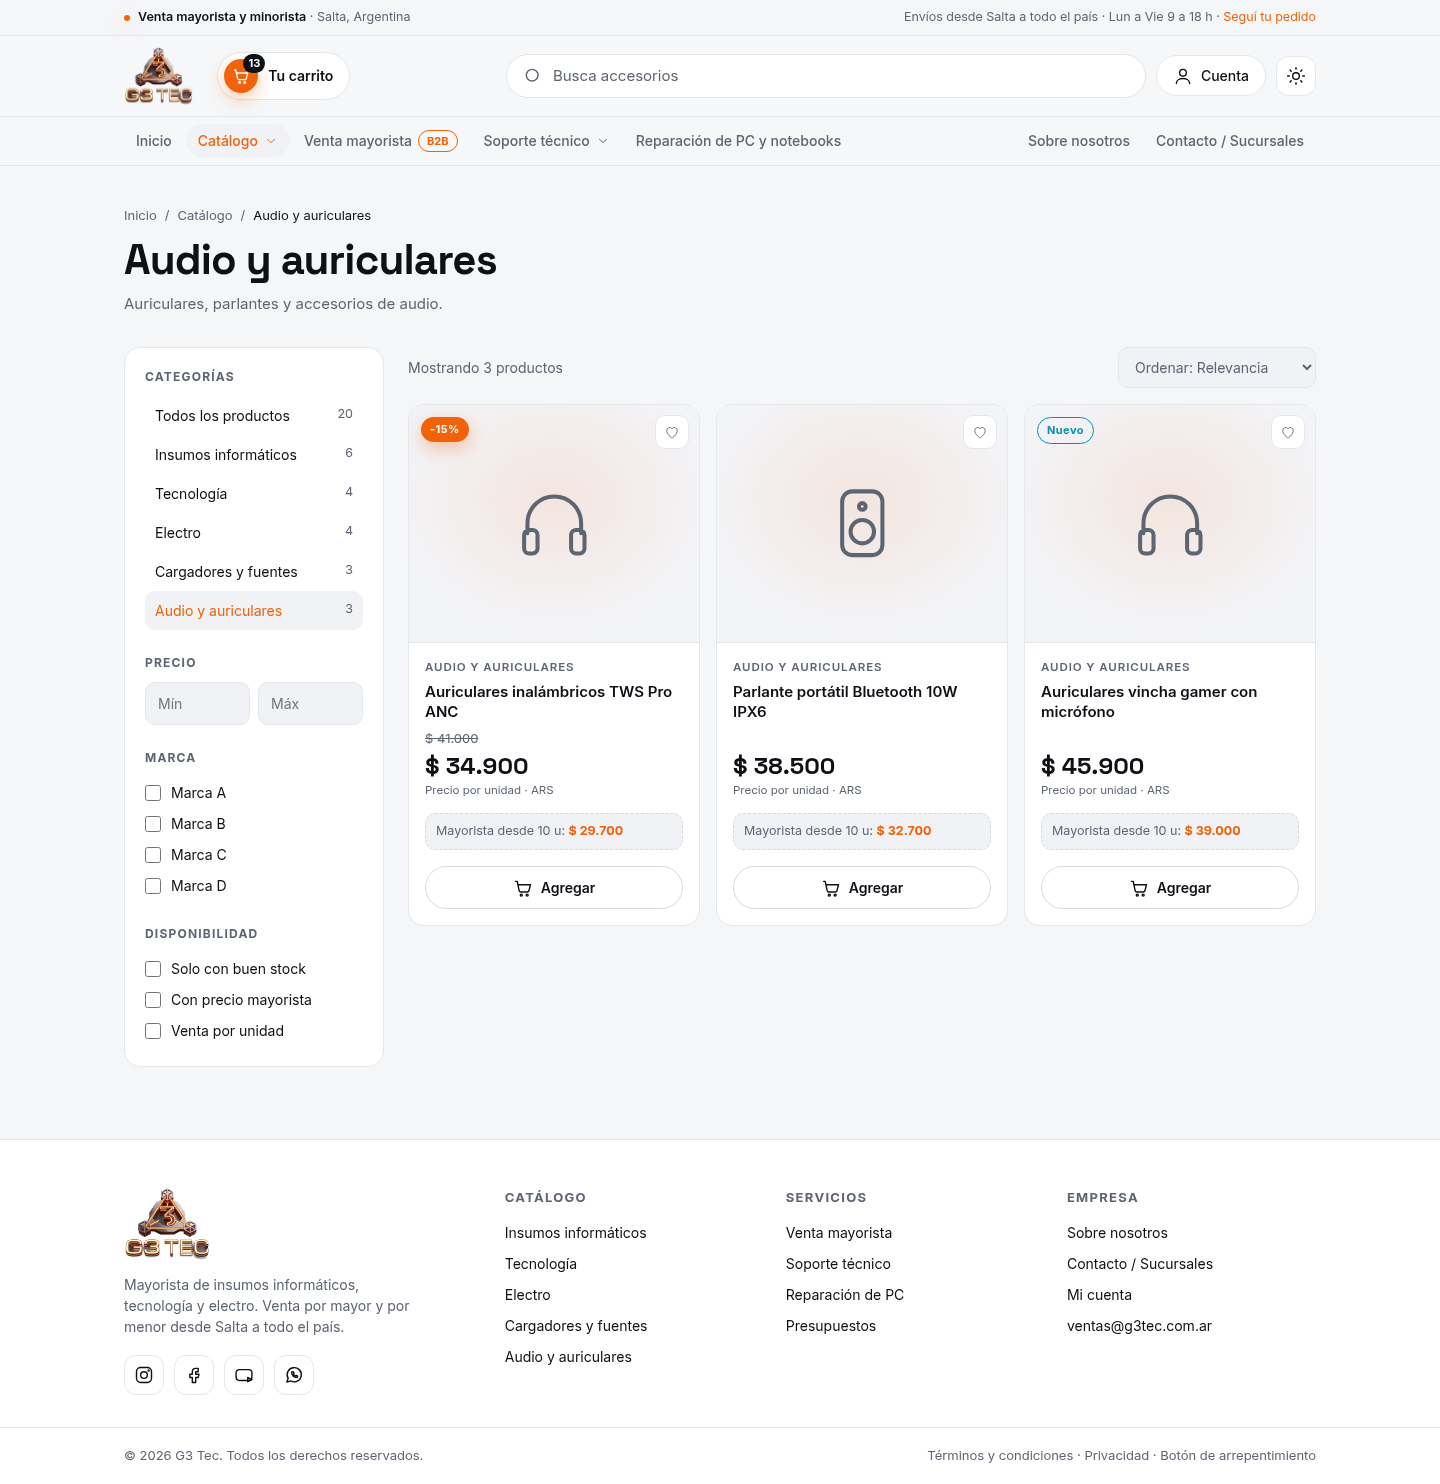 Venta mayorista y minorista · Salta, Argentina
Envíos desde Salta a todo el país · Lun a Vie 9 a 18 h · Seguí tu pedido
G3 TEC
13
Tu carrito
Busca accesorios
Cuenta
Inicio
Catálogo
Venta mayorista B2B
Soporte técnico
Reparación de PC y notebooks
Sobre nosotros
Contacto / Sucursales
Inicio / Catálogo / Audio y auriculares
Audio y auriculares
Auriculares, parlantes y accesorios de audio.
CATEGORÍAS
Todos los productos 20
Insumos informáticos 6
Tecnología 4
Electro 4
Cargadores y fuentes 3
Audio y auriculares 3
PRECIO
Mín
Máx
MARCA
Marca A
Marca B
Marca C
Marca D
DISPONIBILIDAD
Solo con buen stock
Con precio mayorista
Venta por unidad
Mostrando 3 productos
Ordenar: Relevancia
-15%
AUDIO Y AURICULARES
Auriculares inalámbricos TWS Pro
ANC
$ 41.000
$ 34.900
Precio por unidad · ARS
Mayorista desde 10 u: $ 29.700
Agregar
AUDIO Y AURICULARES
Parlante portátil Bluetooth 10W
IPX6
$ 38.500
Precio por unidad · ARS
Mayorista desde 10 u: $ 32.700
Agregar
Nuevo
AUDIO Y AURICULARES
Auriculares vincha gamer con
micrófono
$ 45.900
Precio por unidad · ARS
Mayorista desde 10 u: $ 39.000
Agregar
G3 TEC
Mayorista de insumos informáticos,
tecnología y electro. Venta por mayor y por
menor desde Salta a todo el país.
CATÁLOGO
Insumos informáticos
Tecnología
Electro
Cargadores y fuentes
Audio y auriculares
SERVICIOS
Venta mayorista
Soporte técnico
Reparación de PC
Presupuestos
EMPRESA
Sobre nosotros
Contacto / Sucursales
Mi cuenta
ventas@g3tec.com.ar
© 2026 G3 Tec. Todos los derechos reservados.
Términos y condiciones · Privacidad · Botón de arrepentimiento